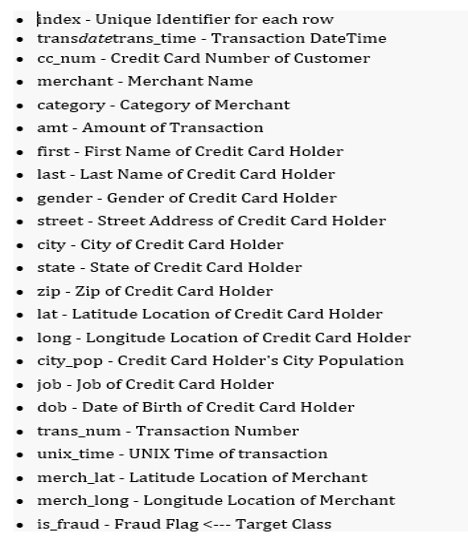 • index - Unique Identifier for each row
• transdatetrans_time - Transaction DateTime
• cc_num - Credit Card Number of Customer
• merchant - Merchant Name
• category - Category of Merchant
• amt - Amount of Transaction
• first - First Name of Credit Card Holder
• last - Last Name of Credit Card Holder
• gender - Gender of Credit Card Holder
• street - Street Address of Credit Card Holder
• city - City of Credit Card Holder
• state - State of Credit Card Holder
• zip - Zip of Credit Card Holder
• lat - Latitude Location of Credit Card Holder
• long - Longitude Location of Credit Card Holder
• city_pop - Credit Card Holder's City Population
• job - Job of Credit Card Holder
• dob - Date of Birth of Credit Card Holder
• trans_num - Transaction Number
• unix_time - UNIX Time of transaction
• merch_lat - Latitude Location of Merchant
• merch_long - Longitude Location of Merchant
• is_fraud - Fraud Flag <--- Target Class